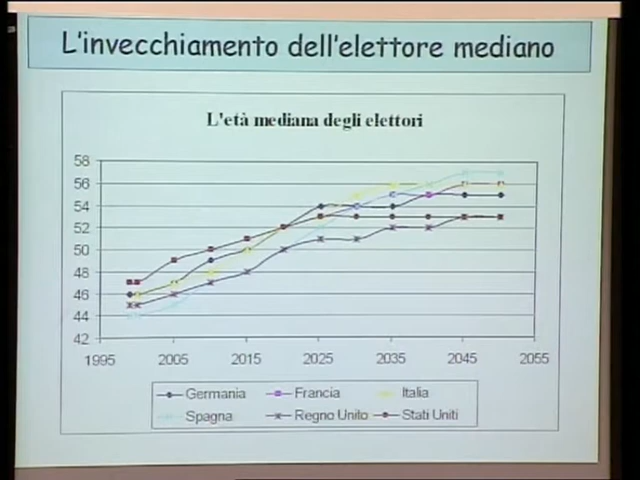 L'invecchiamento dell'elettore mediano
L'età mediana degli elettori
58
56
54
52
50
48
46
44
42
1995 2005 2015 2025 2035 2045 2055
Germania Francia Italia
Spagna Regno Unito Stati Uniti